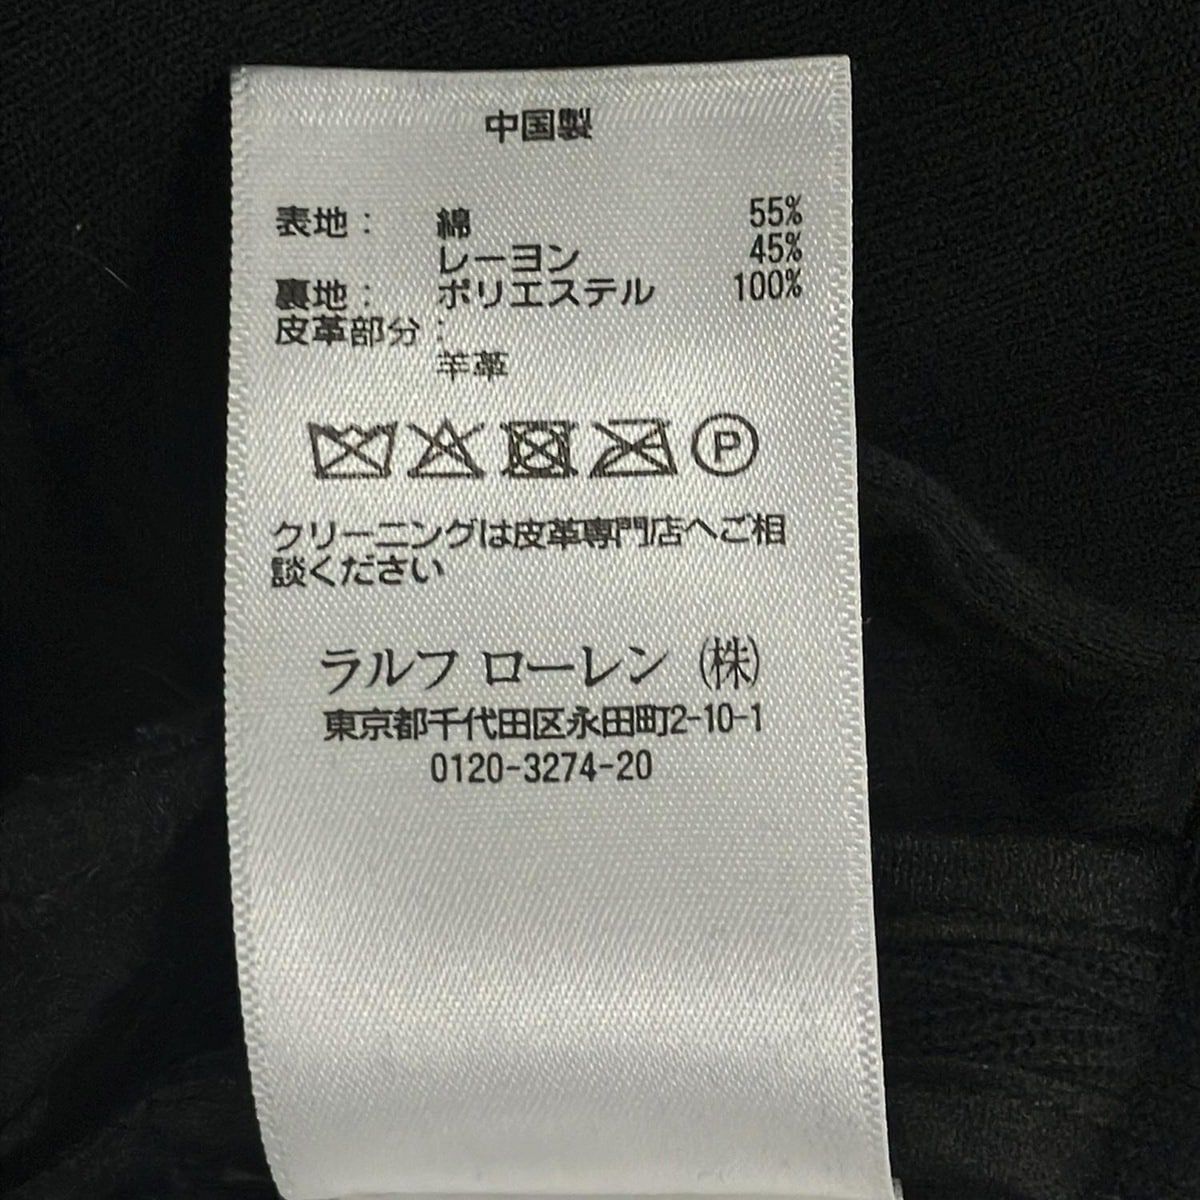 中国製
表地： 綿 55%
レーヨン 45%
裏地： ポリエステル 100%
皮革部分：
羊革
P
クリーニングは皮革専門店へご相
談ください
ラルフ ローレン (株)
東京都千代田区永田町2-10-1
0120-3274-20